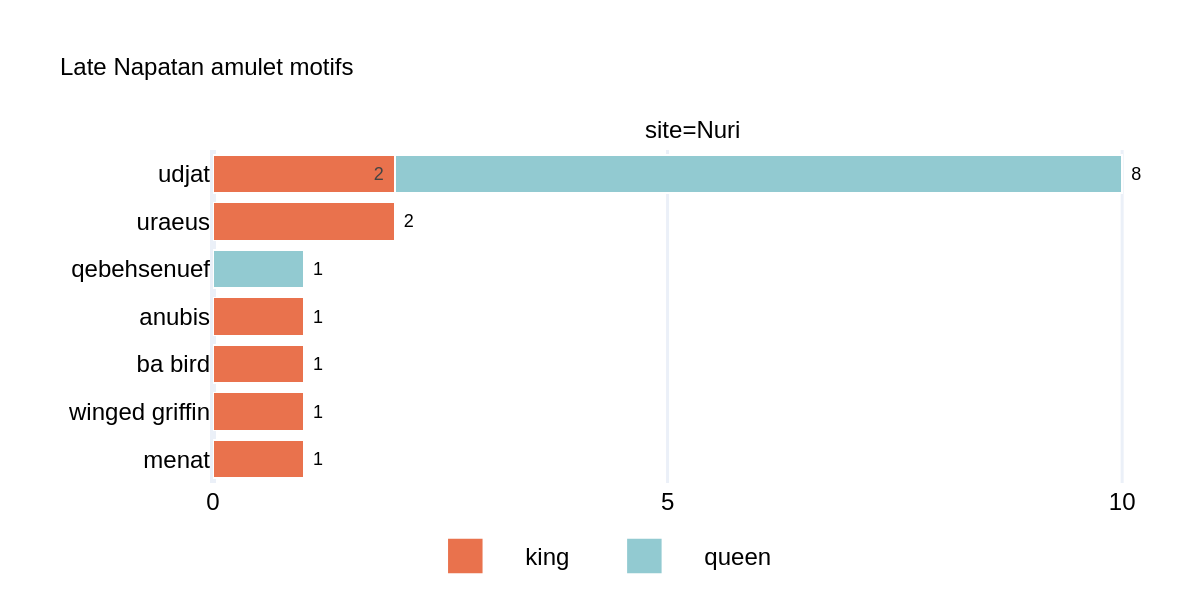 Late Napatan amulet motifs
site=Nuri
udjat 2 8
uraeus 2
qebehsenuef 1
anubis 1
ba bird 1
winged griffin 1
menat 1
0 5 10
king queen